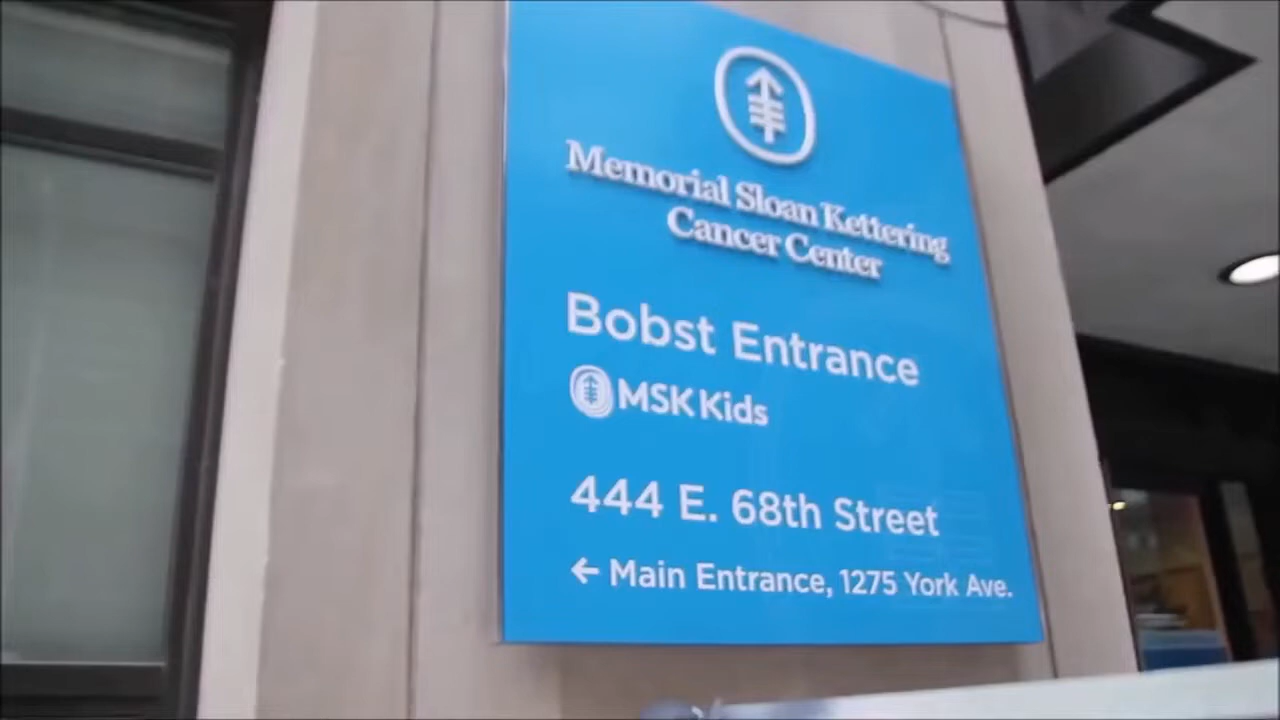 Memorial Sloan Kettering
Cancer Center
Bobst Entrance
MSK Kids
444 E. 68th Street
← Main Entrance, 1275 York Ave.